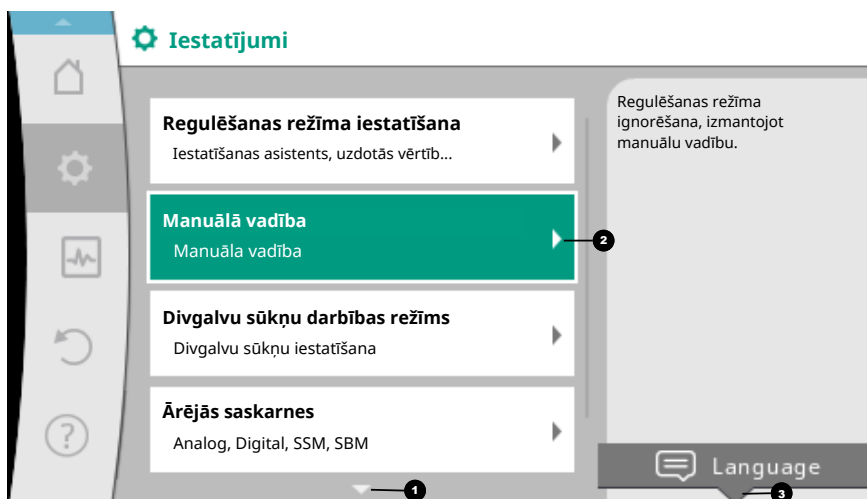 Iestatījumi
Regulēšanas režīma iestatīšana
Iestatīšanas asistents, uzdotās vērtīb...
Manuālā vadība
Manuāla vadība
2
Divgalvu sūkņu darbības režīms
Divgalvu sūkņu iestatīšana
Ārējās saskarnes
Analog, Digital, SSM, SBM
1
Regulēšanas režīma
ignorēšana, izmantojot
manuālu vadību.
Language
3
?